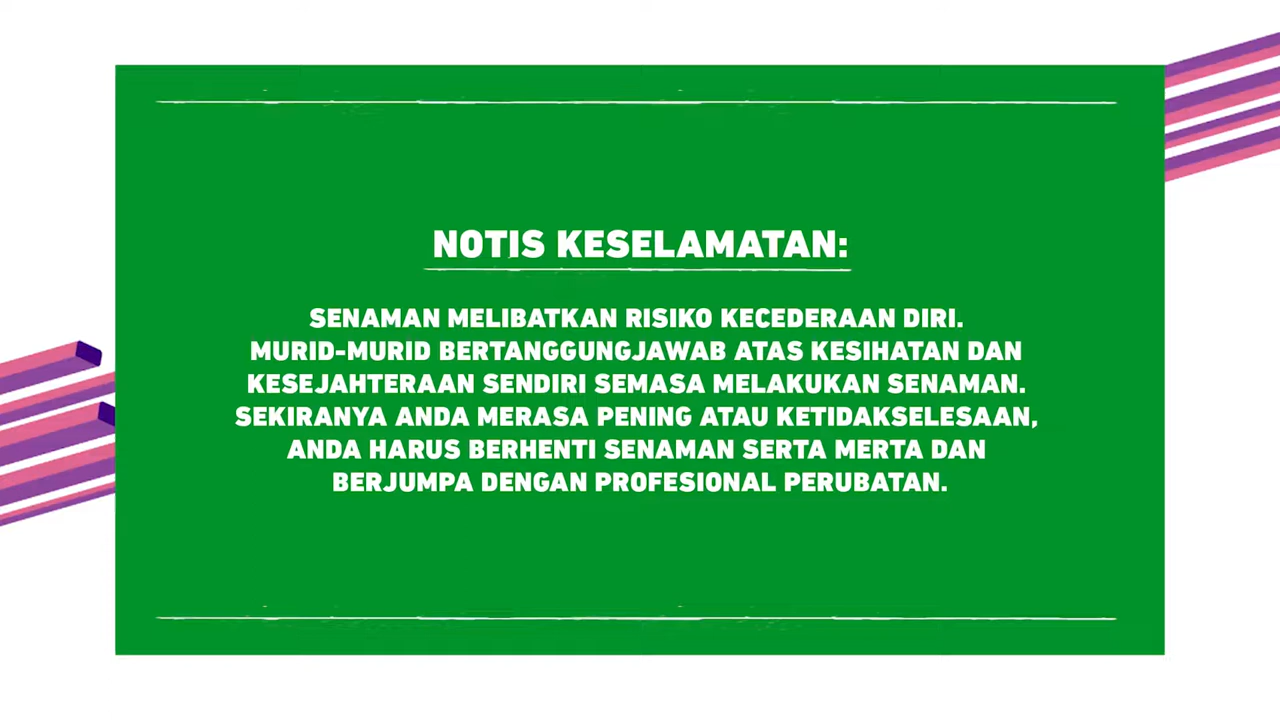 NOTIS KESELAMATAN:
SENAMAN MELIBATKAN RISIKO KECEDERAAN DIRI.
MURID-MURID BERTANGGUNGJAWAB ATAS KESIHATAN DAN
KESEJAHTERAAN SENDIRI SEMASA MELAKUKAN SENAMAN.
SEKIRANYA ANDA MERASA PENING ATAU KETIDAKSELESAAN,
ANDA HARUS BERHENTI SENAMAN SERTA MERTA DAN
BERJUMPA DENGAN PROFESIONAL PERUBATAN.